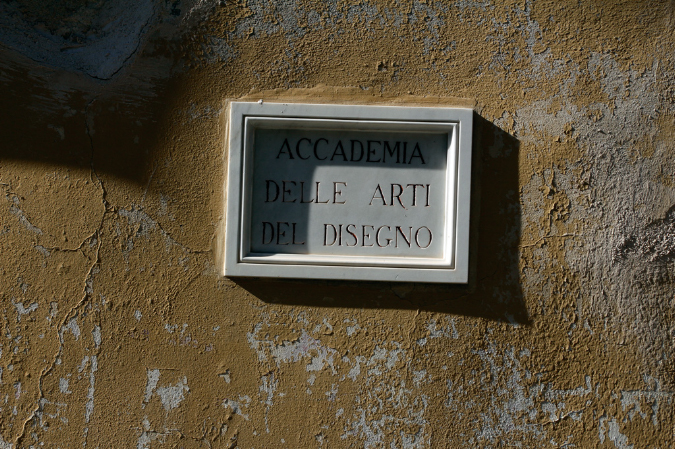 ACCADEMIA
DELLE ARTI
DEL DISEGNO